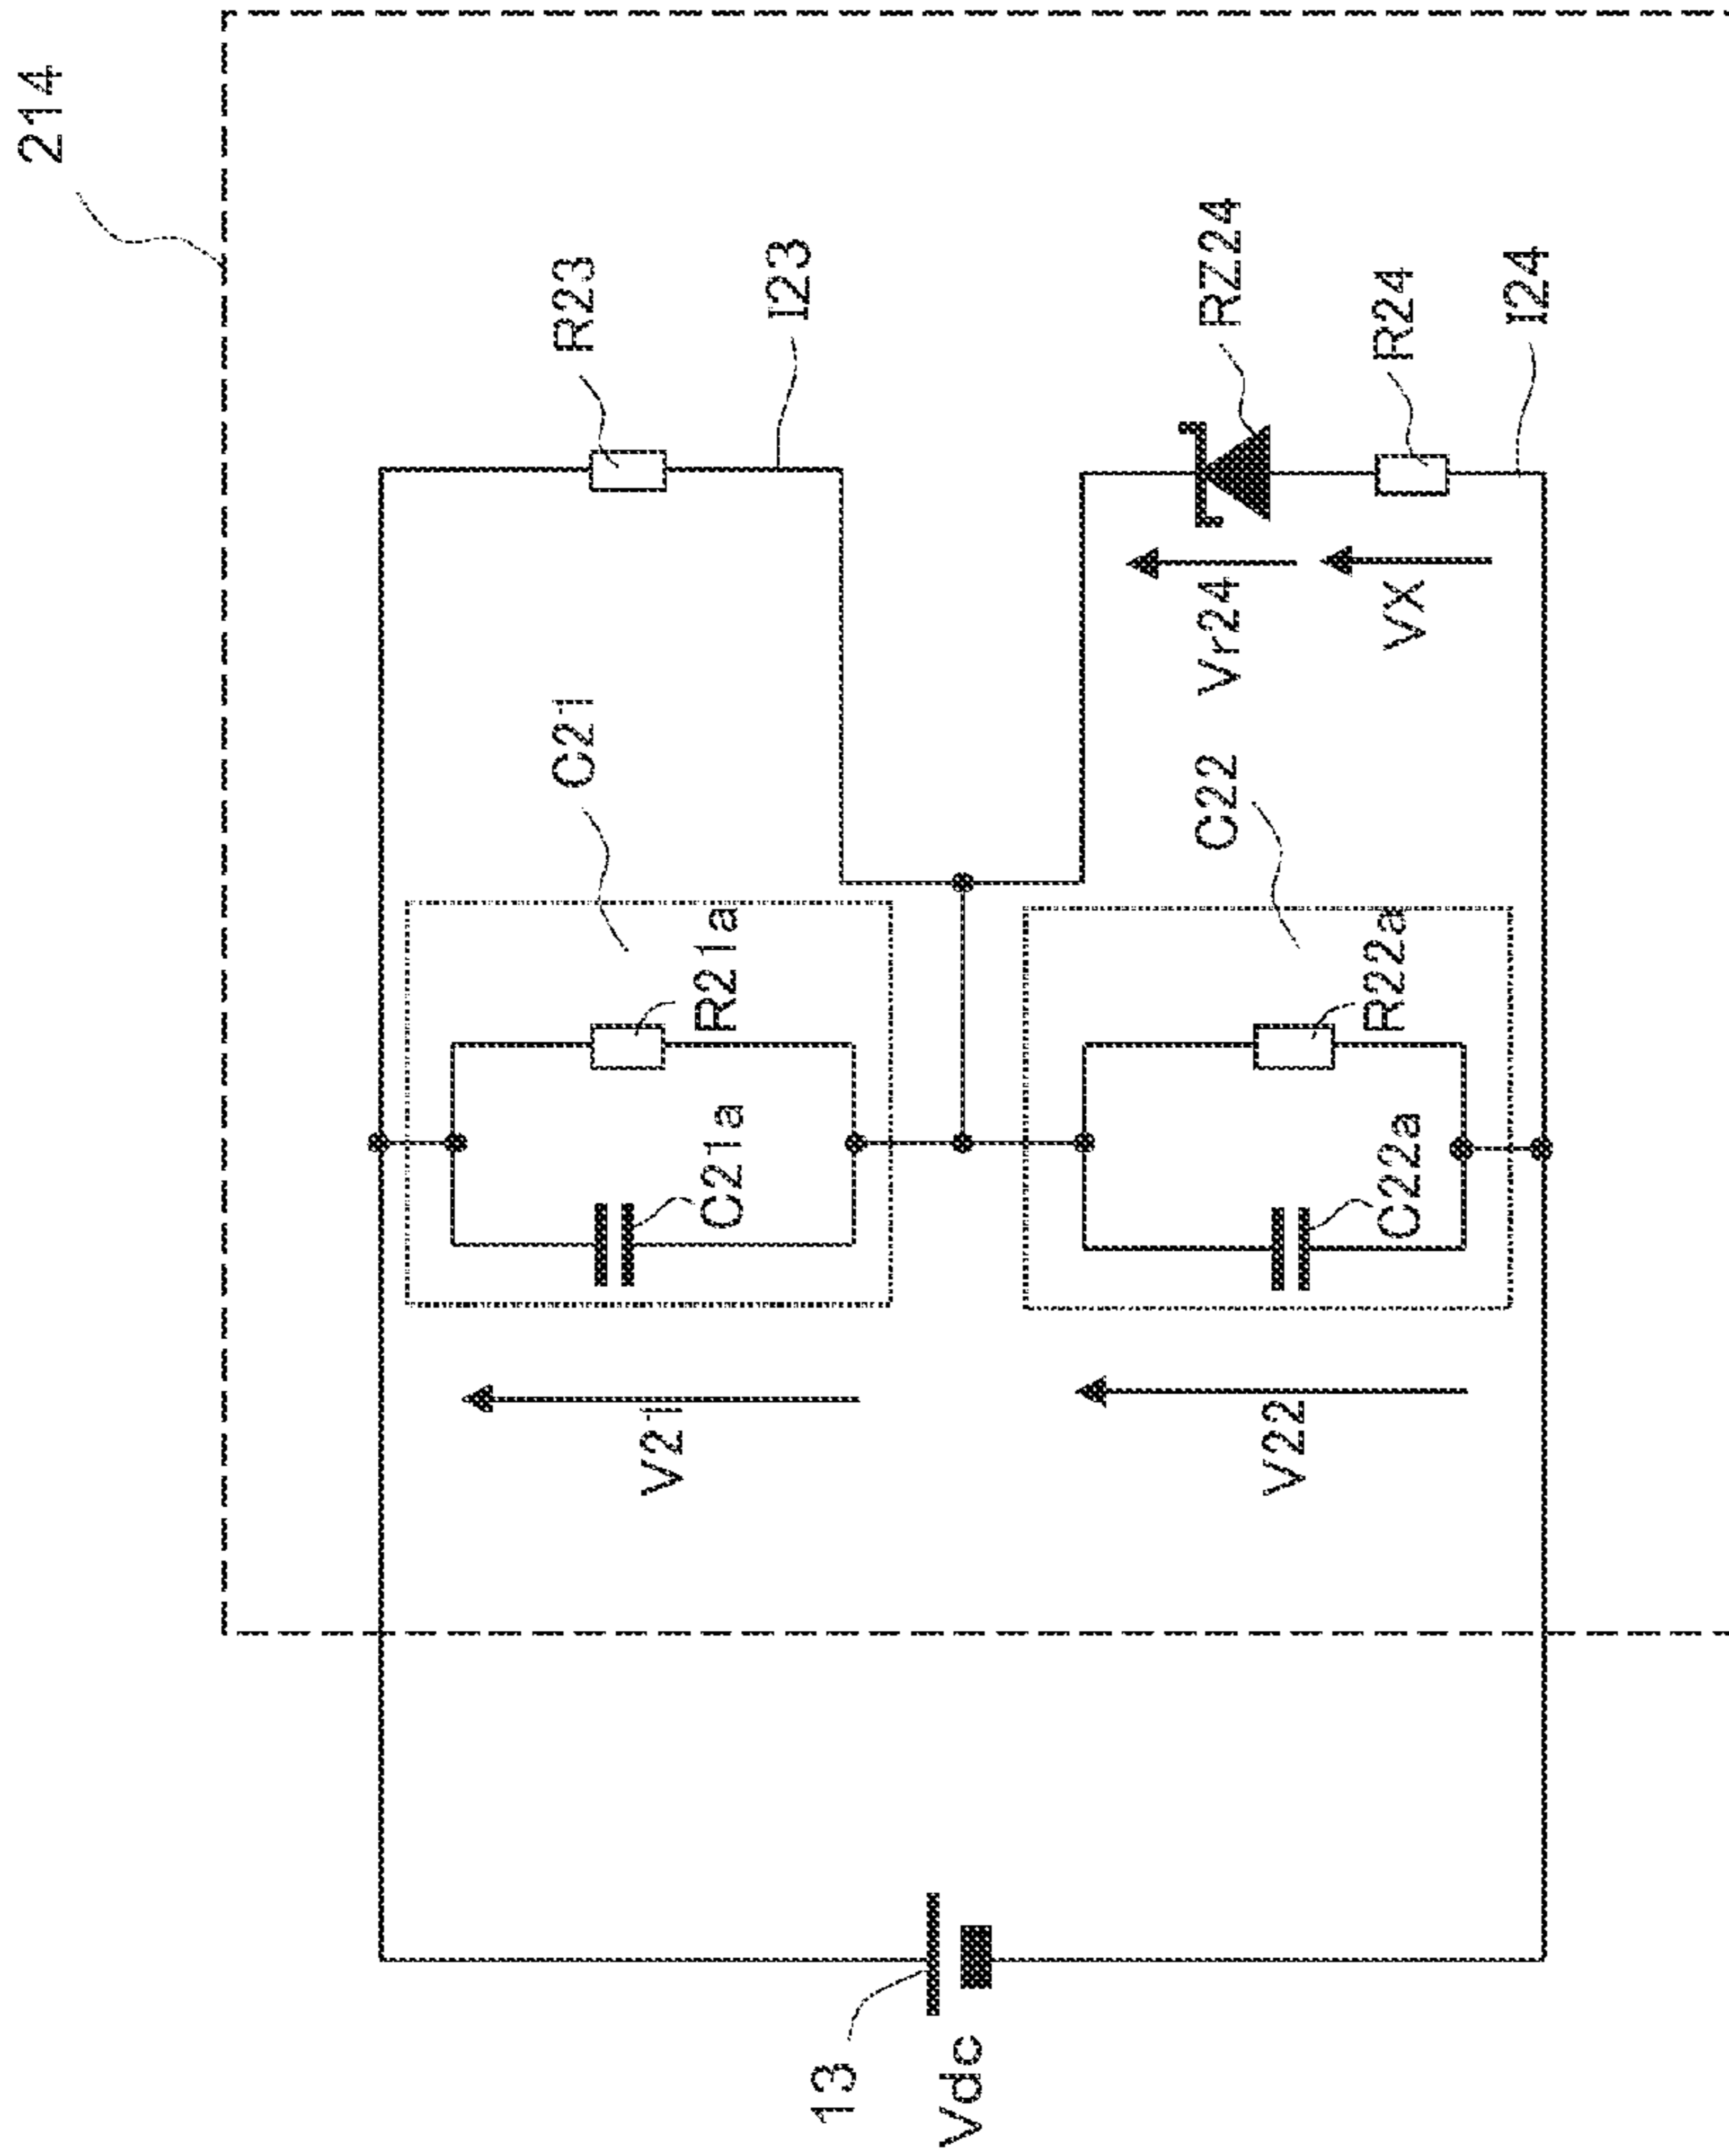 214
R23
I23
RZ24
R24
I24
Vr24
VX
C21
C22
R21a
R22a
C21a
C22a
V21
V22
13
Vdc